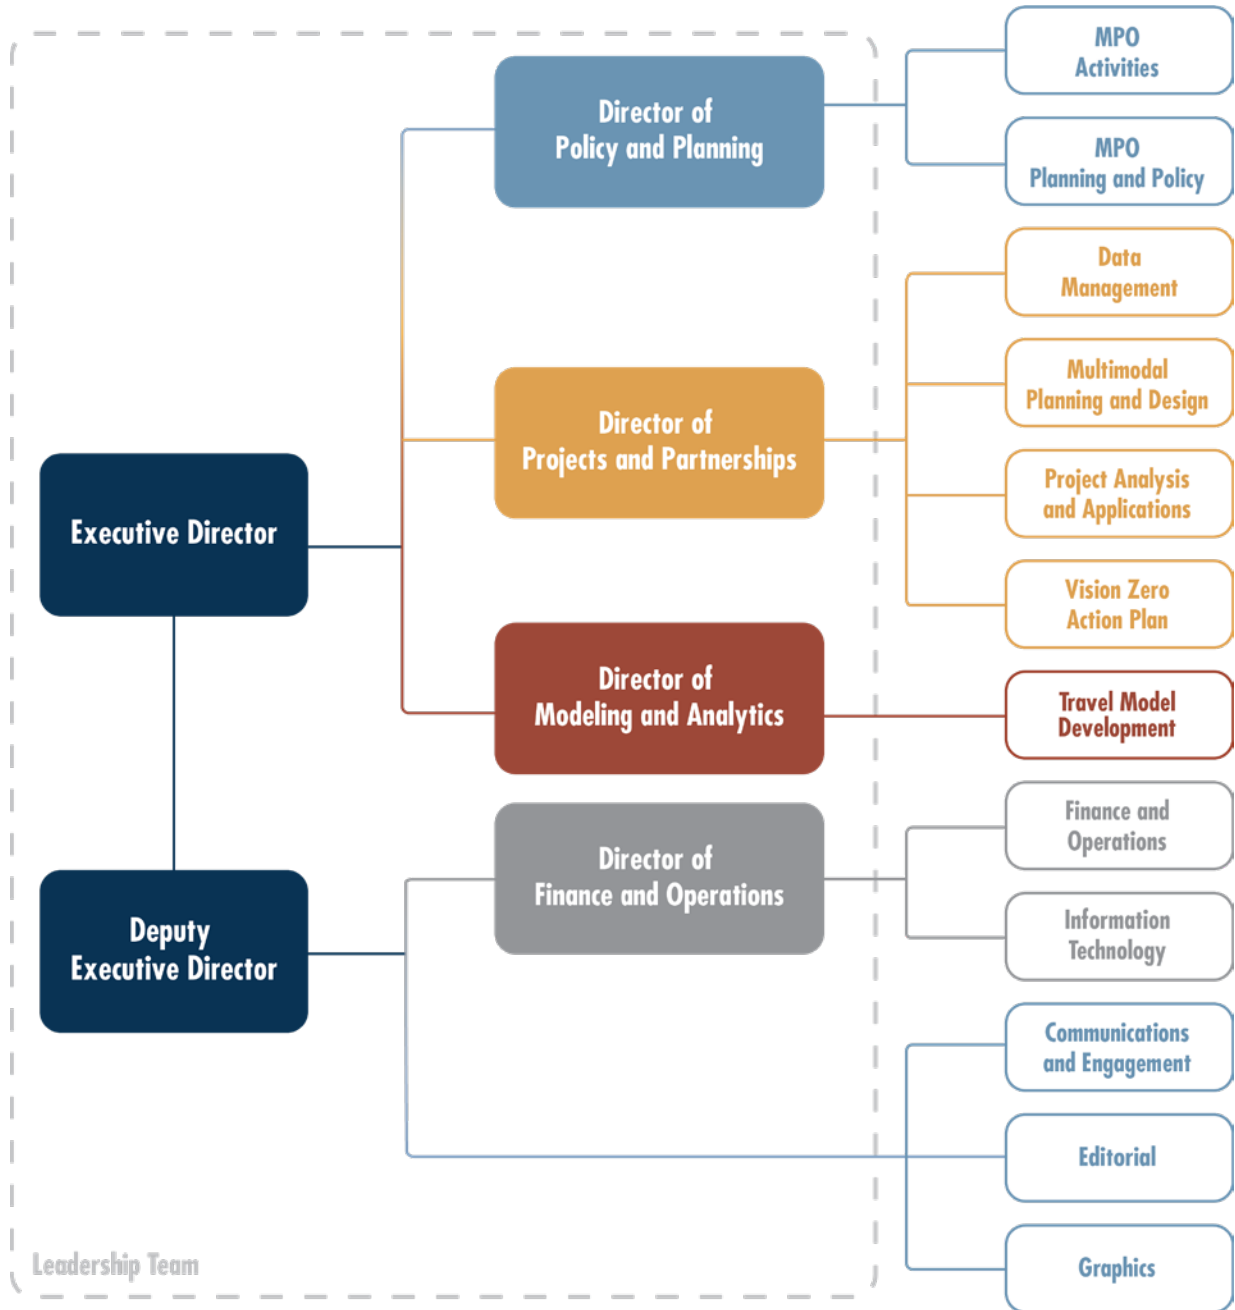 Executive Director
Deputy
Executive Director
Director of
Policy and Planning
Director of
Projects and Partnerships
Director of
Modeling and Analytics
Director of
Finance and Operations
MPO
Activities
MPO
Planning and Policy
Data
Management
Multimodal
Planning and Design
Project Analysis
and Applications
Vision Zero
Action Plan
Travel Model
Development
Finance and
Operations
Information
Technology
Communications
and Engagement
Editorial
Graphics
Leadership Team